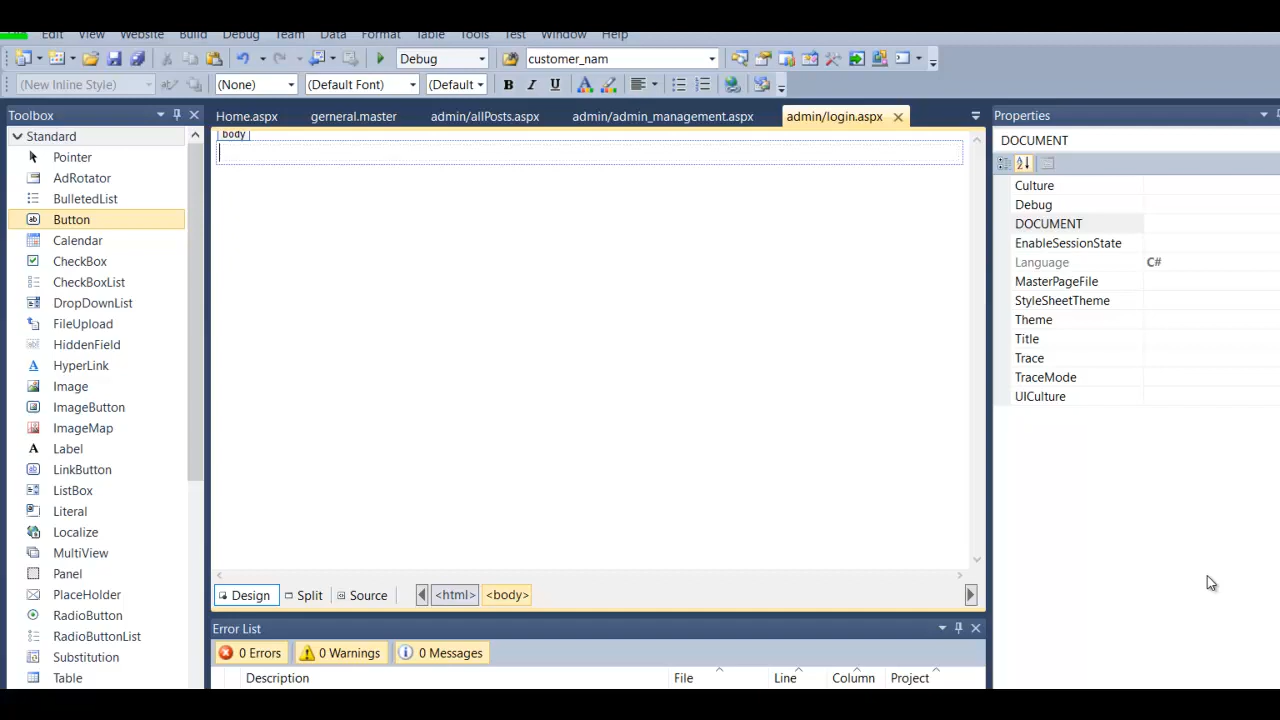 Edit View Website Build Debug Team Data Format Table Tools Test Window Help
Debug customer_nam
(New Inline Style) (None) (Default Font) (Default B I U A
Toolbox
Standard
Pointer
AdRotator
BulletedList
Button
Calendar
CheckBox
CheckBoxList
DropDownList
FileUpload
HiddenField
HyperLink
Image
ImageButton
ImageMap
Label
LinkButton
ListBox
Literal
Localize
MultiView
Panel
PlaceHolder
RadioButton
RadioButtonList
Substitution
Table
Home.aspx gerneral.master admin/allPosts.aspx admin/admin_management.aspx admin/login.aspx
body
Design Split Source <html> <body>
Error List
0 Errors 0 Warnings 0 Messages
Description File Line Column Project
Properties
DOCUMENT
Culture
Debug
DOCUMENT
EnableSessionState
Language C#
MasterPageFile
StyleSheetTheme
Theme
Title
Trace
TraceMode
UICulture